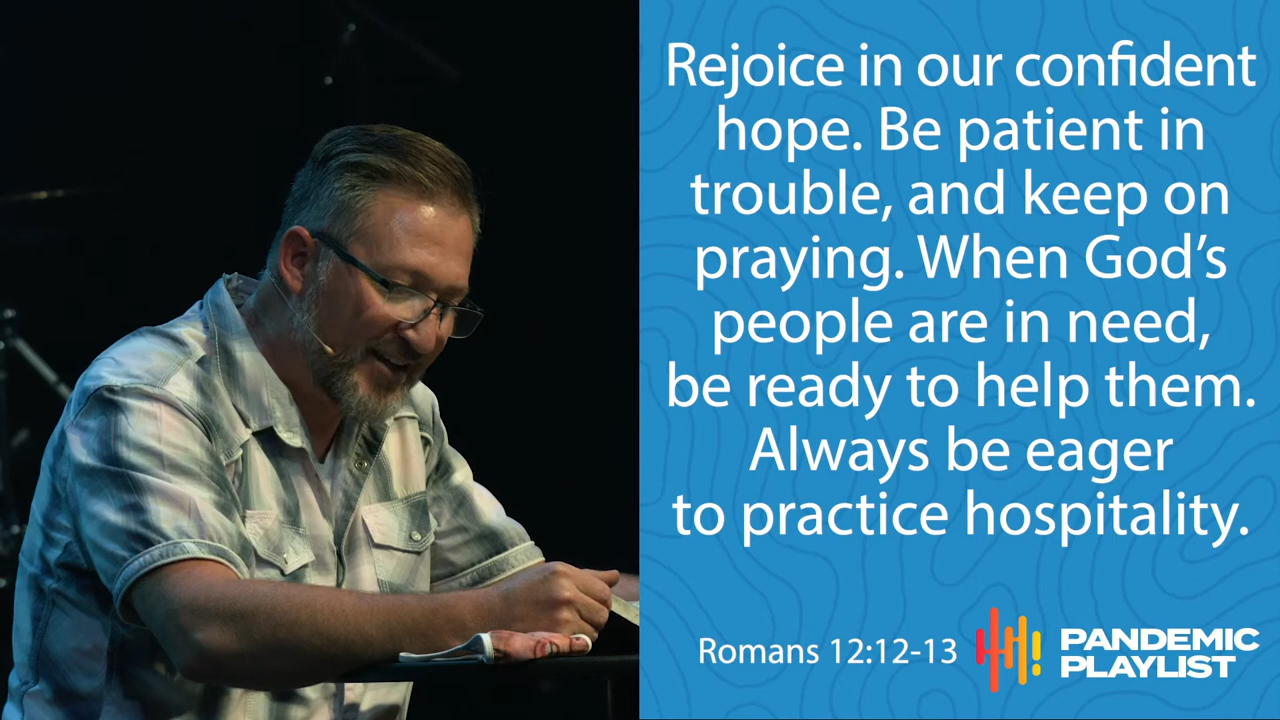 Rejoice in our confident
hope. Be patient in
trouble, and keep on
praying. When God’s
people are in need,
be ready to help them.
Always be eager
to practice hospitality.
Romans 12:12-13
PANDEMIC
PLAYLIST